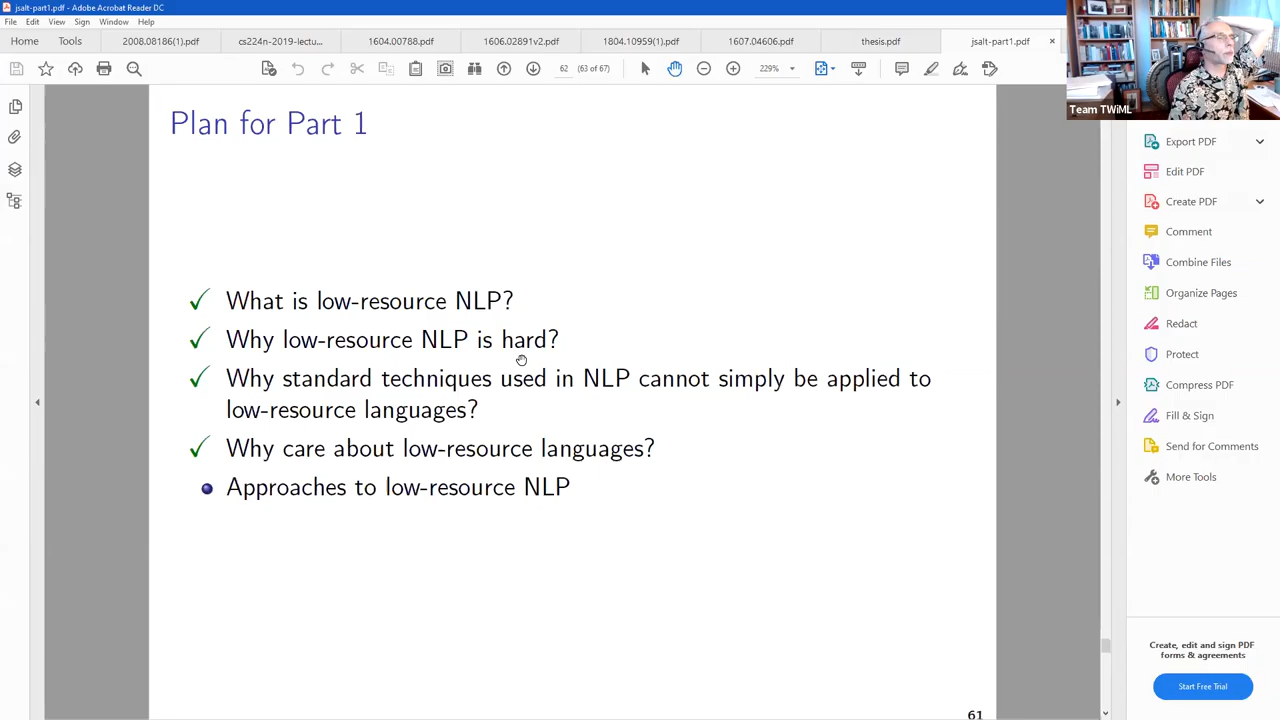 jsalt-part1.pdf - Adobe Acrobat Reader DC
File Edit View Sign Window Help
Home Tools 2008.08186(1).pdf cs224n-2019-lectu... 1606.02891v2.pdf 1804.10959(1).pdf 1607.04606.pdf thesis.pdf jsalt-part1.pdf ×
62 (63 of 67) 229%
Team TWiML
Plan for Part 1
✓ What is low-resource NLP?
✓ Why low-resource NLP is hard?
✓ Why standard techniques used in NLP cannot simply be applied to
low-resource languages?
✓ Why care about low-resource languages?
• Approaches to low-resource NLP
61
Export PDF
Edit PDF
Create PDF
Comment
Combine Files
Organize Pages
Redact
Protect
Compress PDF
Fill & Sign
Send for Comments
More Tools
Create, edit and sign PDF
forms & agreements
Start Free Trial